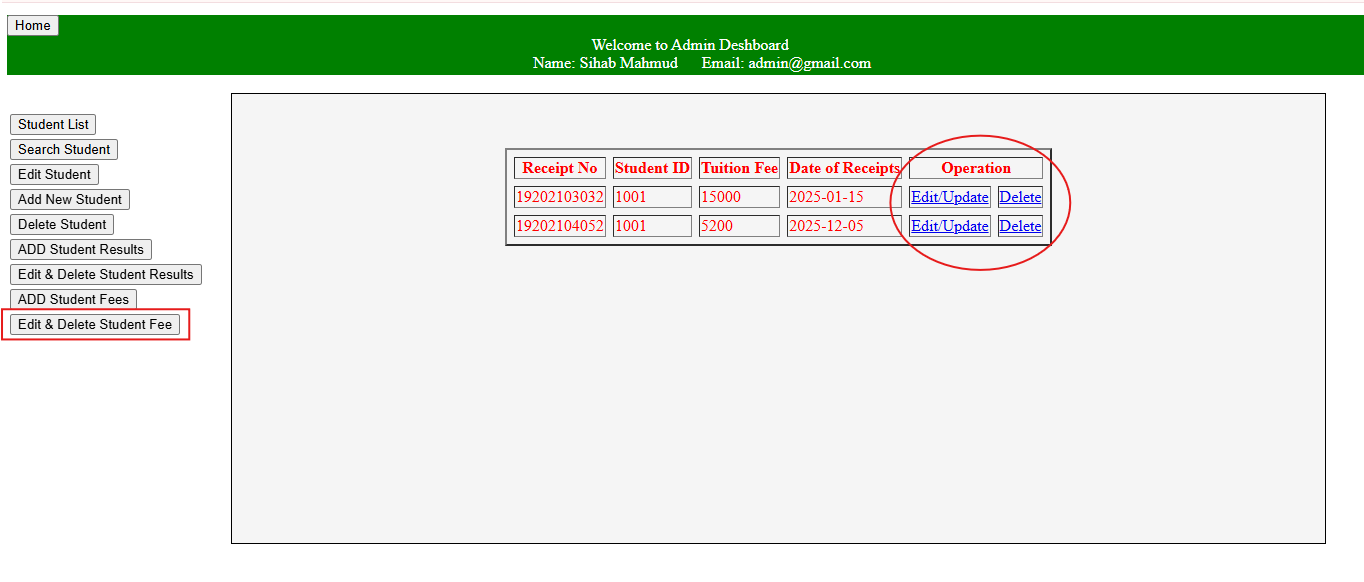 Home
Welcome to Admin Deshboard
Name: Sihab Mahmud Email: admin@gmail.com
Student List
Search Student
Edit Student
Add New Student
Delete Student
ADD Student Results
Edit & Delete Student Results
ADD Student Fees
Edit & Delete Student Fee
Receipt No Student ID Tuition Fee Date of Receipts Operation
19202103032 1001 15000 2025-01-15 Edit/Update Delete
19202104052 1001 5200 2025-12-05 Edit/Update Delete